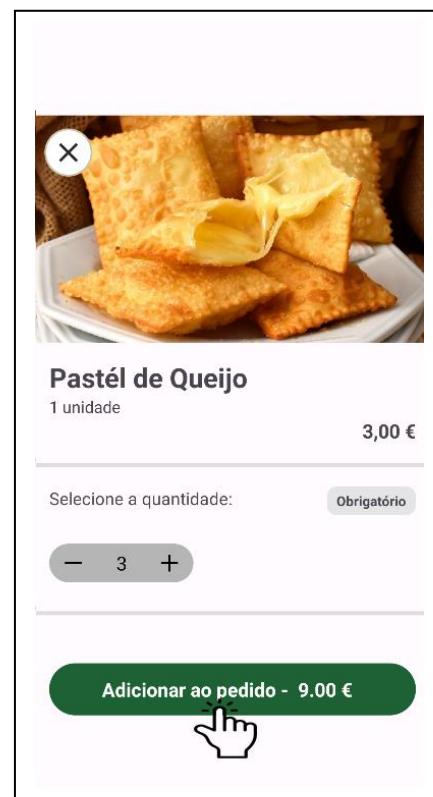 Pastél de Queijo
1 unidade
3,00 €
Selecione a quantidade:
Obrigatório
3
Adicionar ao pedido - 9.00 €